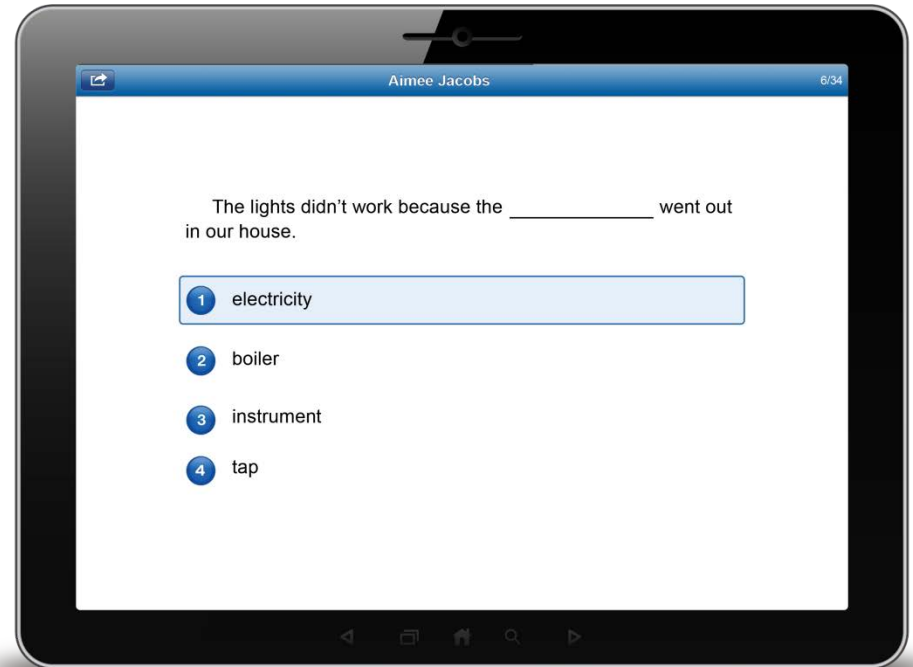 Aimee Jacobs
6/34
The lights didn't work because the ______________ went out
in our house.
1 electricity
2 boiler
3 instrument
4 tap